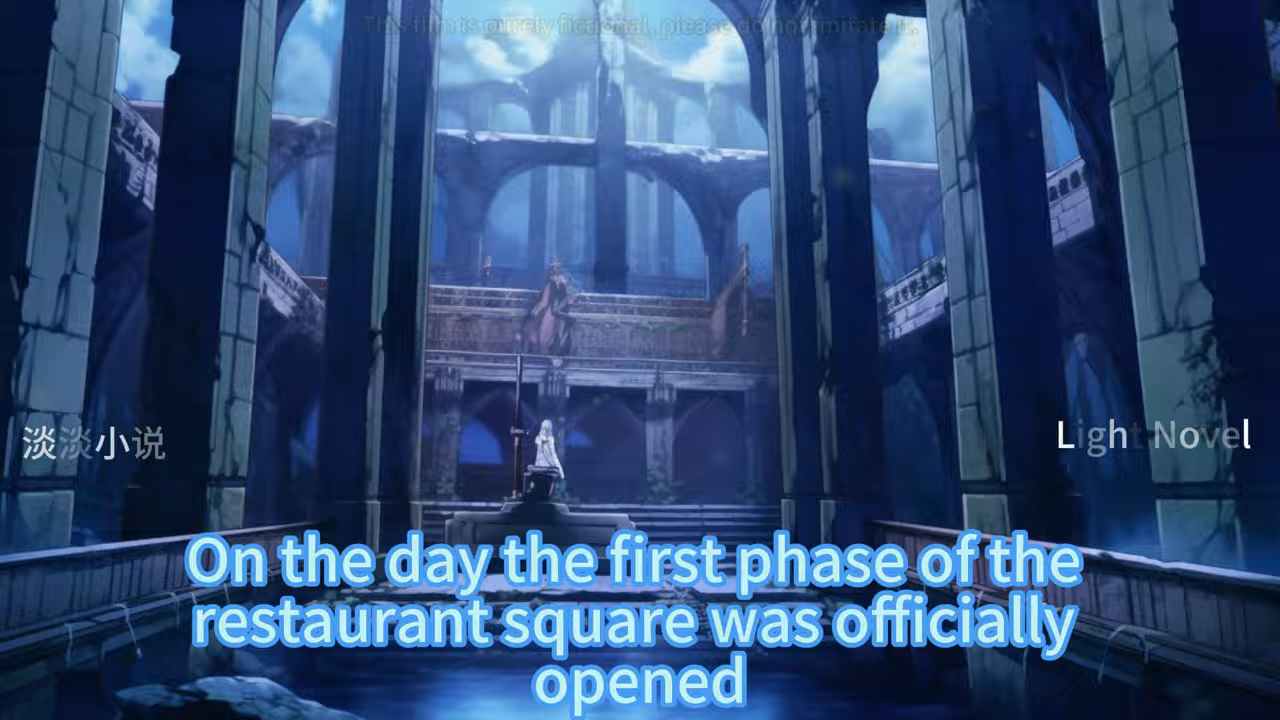 This film is purely fictional, please do not imitate it.
淡淡小说
Light Novel
On the day the first phase of the
restaurant square was officially
opened